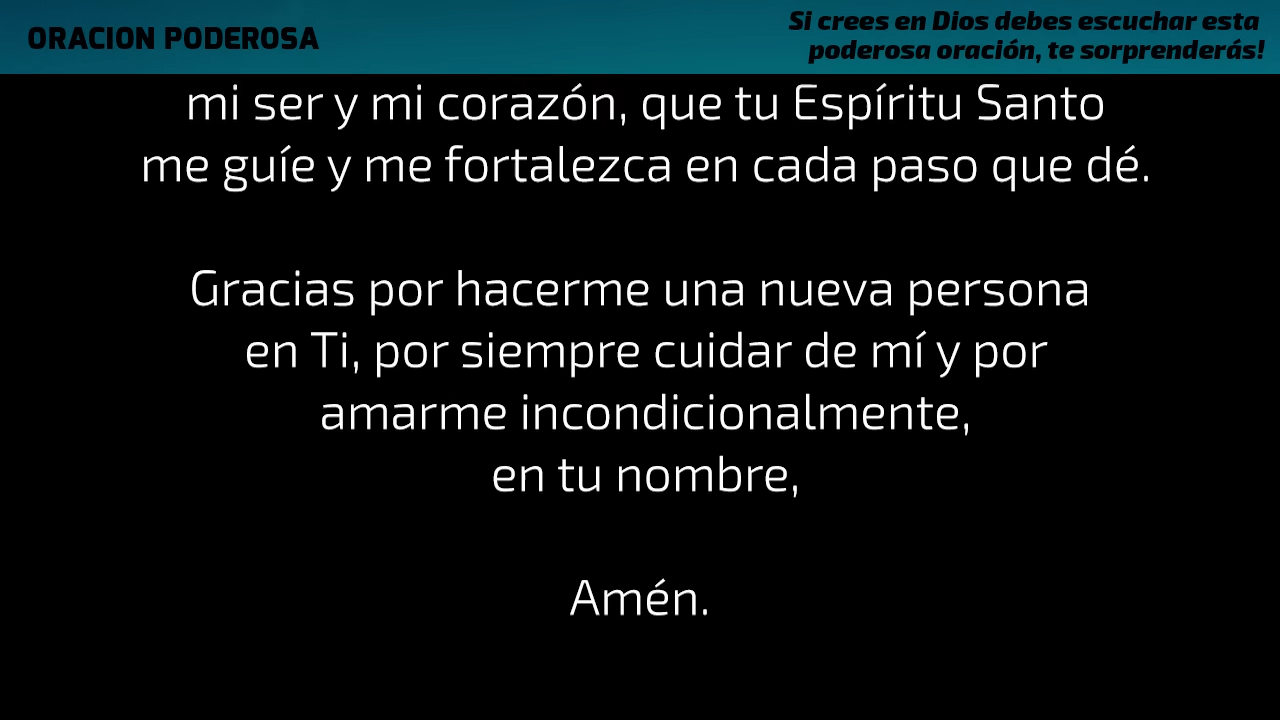 ORACION PODEROSA
Si crees en Dios debes escuchar esta
poderosa oración, te sorprenderás!
mi ser y mi corazón, que tu Espíritu Santo
me guíe y me fortalezca en cada paso que dé.
Gracias por hacerme una nueva persona
en Ti, por siempre cuidar de mí y por
amarme incondicionalmente,
en tu nombre,
Amén.